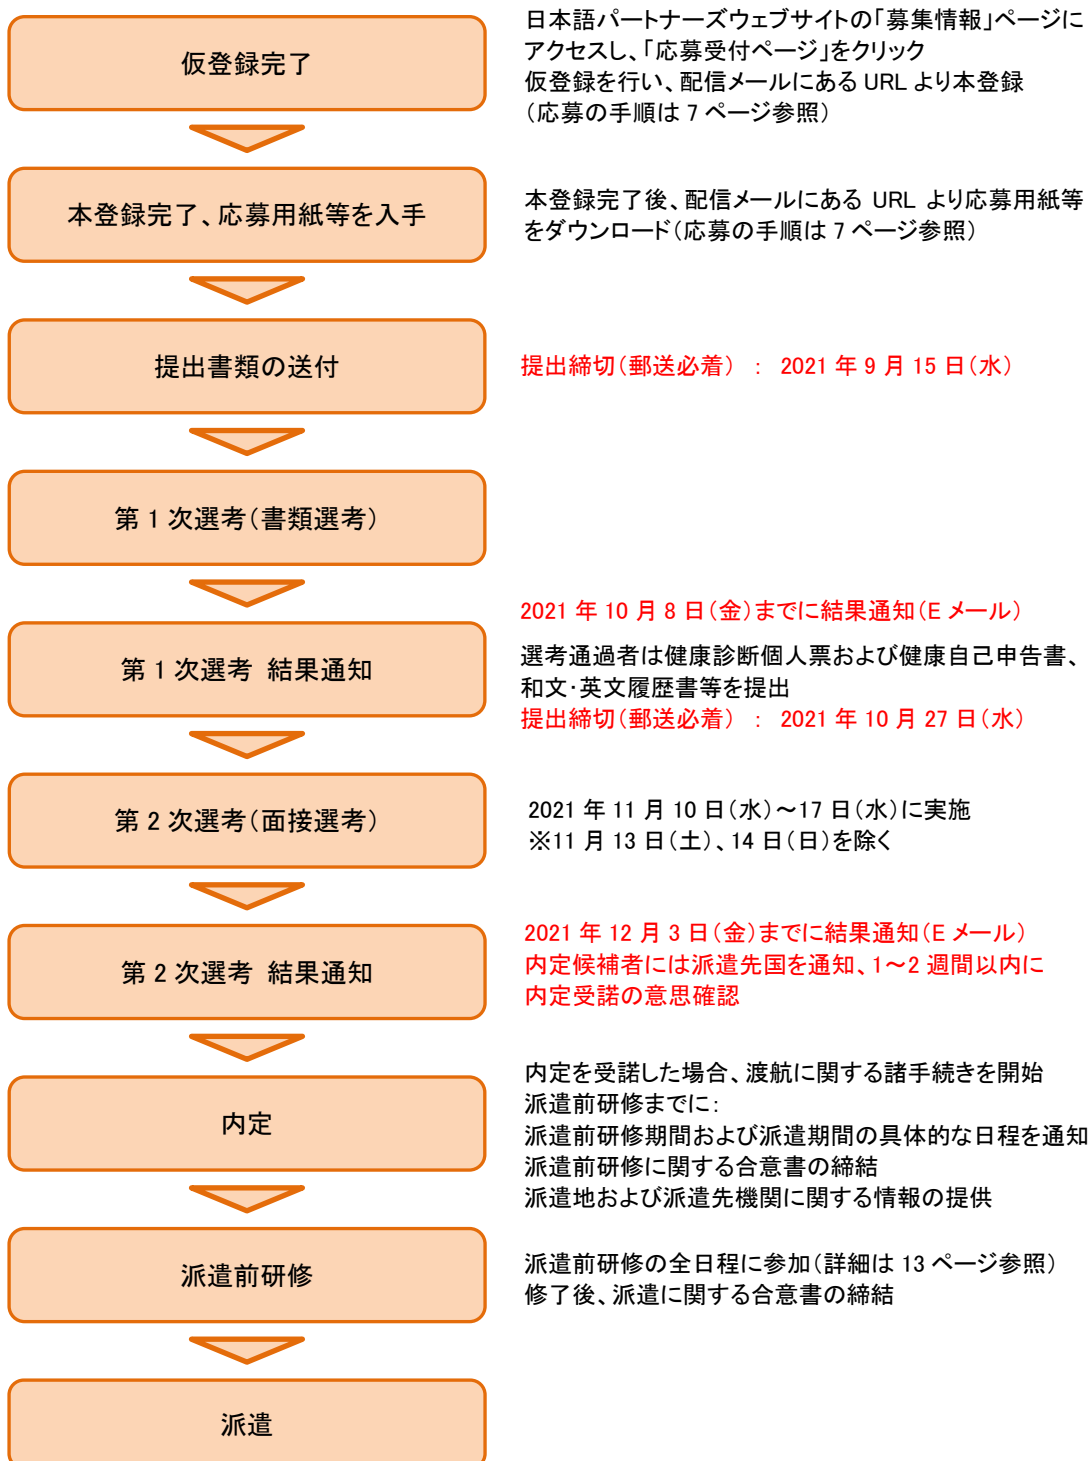 仮登録完了
日本語パートナーズウェブサイトの「募集情報」ページに
アクセスし、「応募受付ページ」をクリック
仮登録を行い、配信メールにある URL より本登録
（応募の手順は 7 ページ参照）
本登録完了、応募用紙等を入手
本登録完了後、配信メールにある URL より応募用紙等
をダウンロード（応募の手順は 7 ページ参照）
提出書類の送付
提出締切（郵送必着） ： 2021 年 9 月 15 日（水）
第 1 次選考（書類選考）
2021 年 10 月 8 日（金）までに結果通知（E メール）
第 1 次選考 結果通知
選考通過者は健康診断個人票および健康自己申告書、
和文・英文履歴書等を提出
提出締切（郵送必着） ： 2021 年 10 月 27 日（水）
第 2 次選考（面接選考）
2021 年 11 月 10 日（水）～17 日（水）に実施
※11 月 13 日（土）、14 日（日）を除く
第 2 次選考 結果通知
2021 年 12 月 3 日（金）までに結果通知（E メール）
内定候補者には派遣先国を通知、1～2 週間以内に
内定受諾の意思確認
内定
内定を受諾した場合、渡航に関する諸手続きを開始
派遣前研修までに：
派遣前研修期間および派遣期間の具体的な日程を通知
派遣前研修に関する合意書の締結
派遣地および派遣先機関に関する情報の提供
派遣前研修
派遣前研修の全日程に参加（詳細は 13 ページ参照）
修了後、派遣に関する合意書の締結
派遣